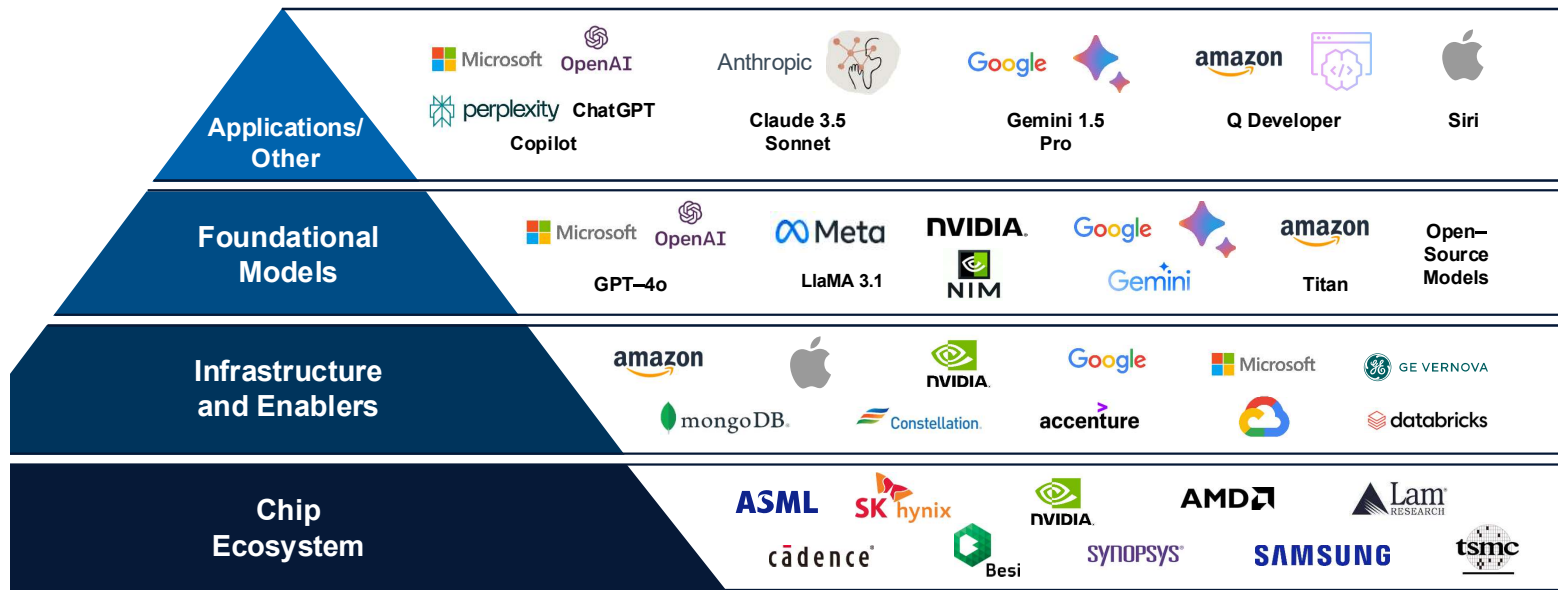 Applications/
Other
Microsoft OpenAI
perplexity ChatGPT
Copilot
Anthropic
Claude 3.5
Sonnet
Google
Gemini 1.5
Pro
amazon
</>
Q Developer
Siri
Foundational
Models
Microsoft OpenAI
GPT–4o
Meta
LlaMA 3.1
NVIDIA.
NIM
Google
Gemini
amazon
Titan
Open–
Source
Models
Infrastructure
and Enablers
amazon
NVIDIA.
Google
Microsoft
GE VERNOVA
mongoDB.
Constellation.
accenture
databricks
Chip
Ecosystem
ASML
SK hynix
NVIDIA.
AMD
Lam®
RESEARCH
cādence®
Besi
SYNOPSYS®
SAMSUNG
tsmc